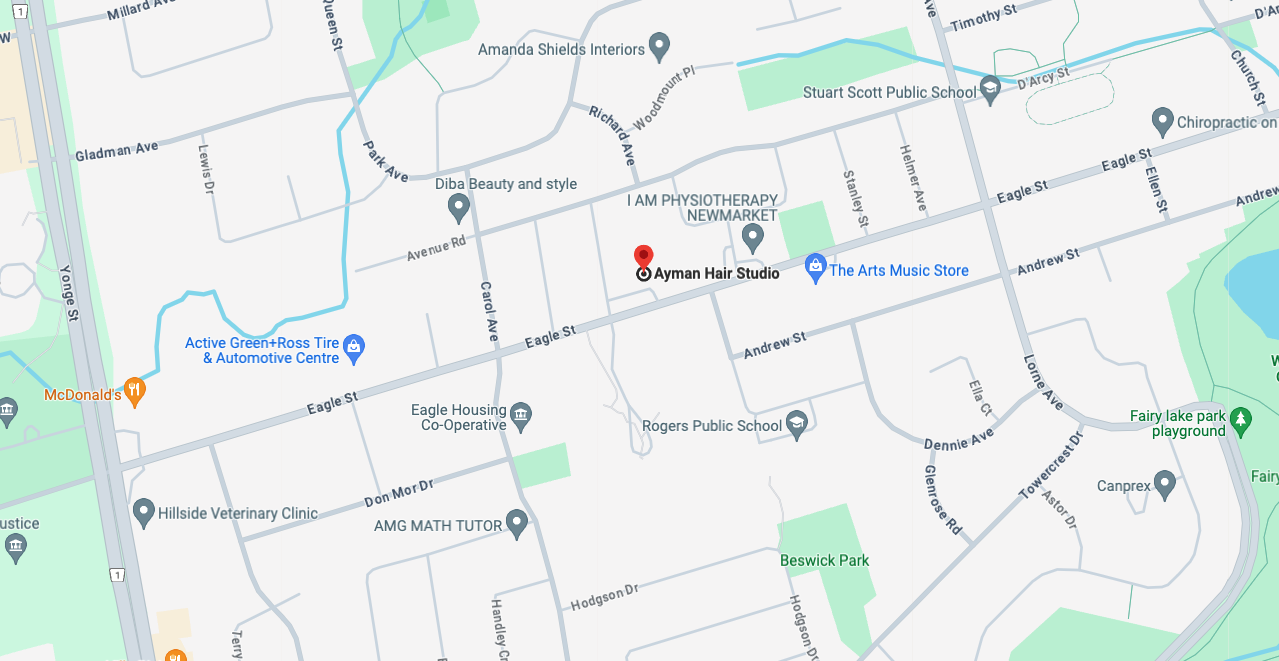 1
Millard Ave
Queen St
Ave
Timothy St
D'Ar
W
Amanda Shields Interiors
Woodmount Pl
Church St
Stuart Scott Public School
D'Arcy St
Richard Ave
Chiropractic on
Gladman Ave
Lewis Dr
Park Ave
Helmer Ave
Stanley St
Eagle St
Eagle St
Ellen St
Diba Beauty and style
I AM PHYSIOTHERAPY
NEWMARKET
Andrew
Avenue Rd
Ayman Hair Studio
The Arts Music Store
Andrew St
Yonge St
Carol Ave
Eagle St
Active Green+Ross Tire
& Automotive Centre
Andrew St
McDonald's
Eagle St
Lorne Ave
Ella Ct
W
Eagle Housing
Co-Operative
Rogers Public School
Fairy lake park
playground
Dennie Ave
Towercrest Dr
Glenrose Rd
Fairy
Don Mor Dr
Canprex
Astor Dr
Hillside Veterinary Clinic
ustice
AMG MATH TUTOR
Beswick Park
1
Hodgson Dr
Hodgson Dr
Handley Cr
Terry